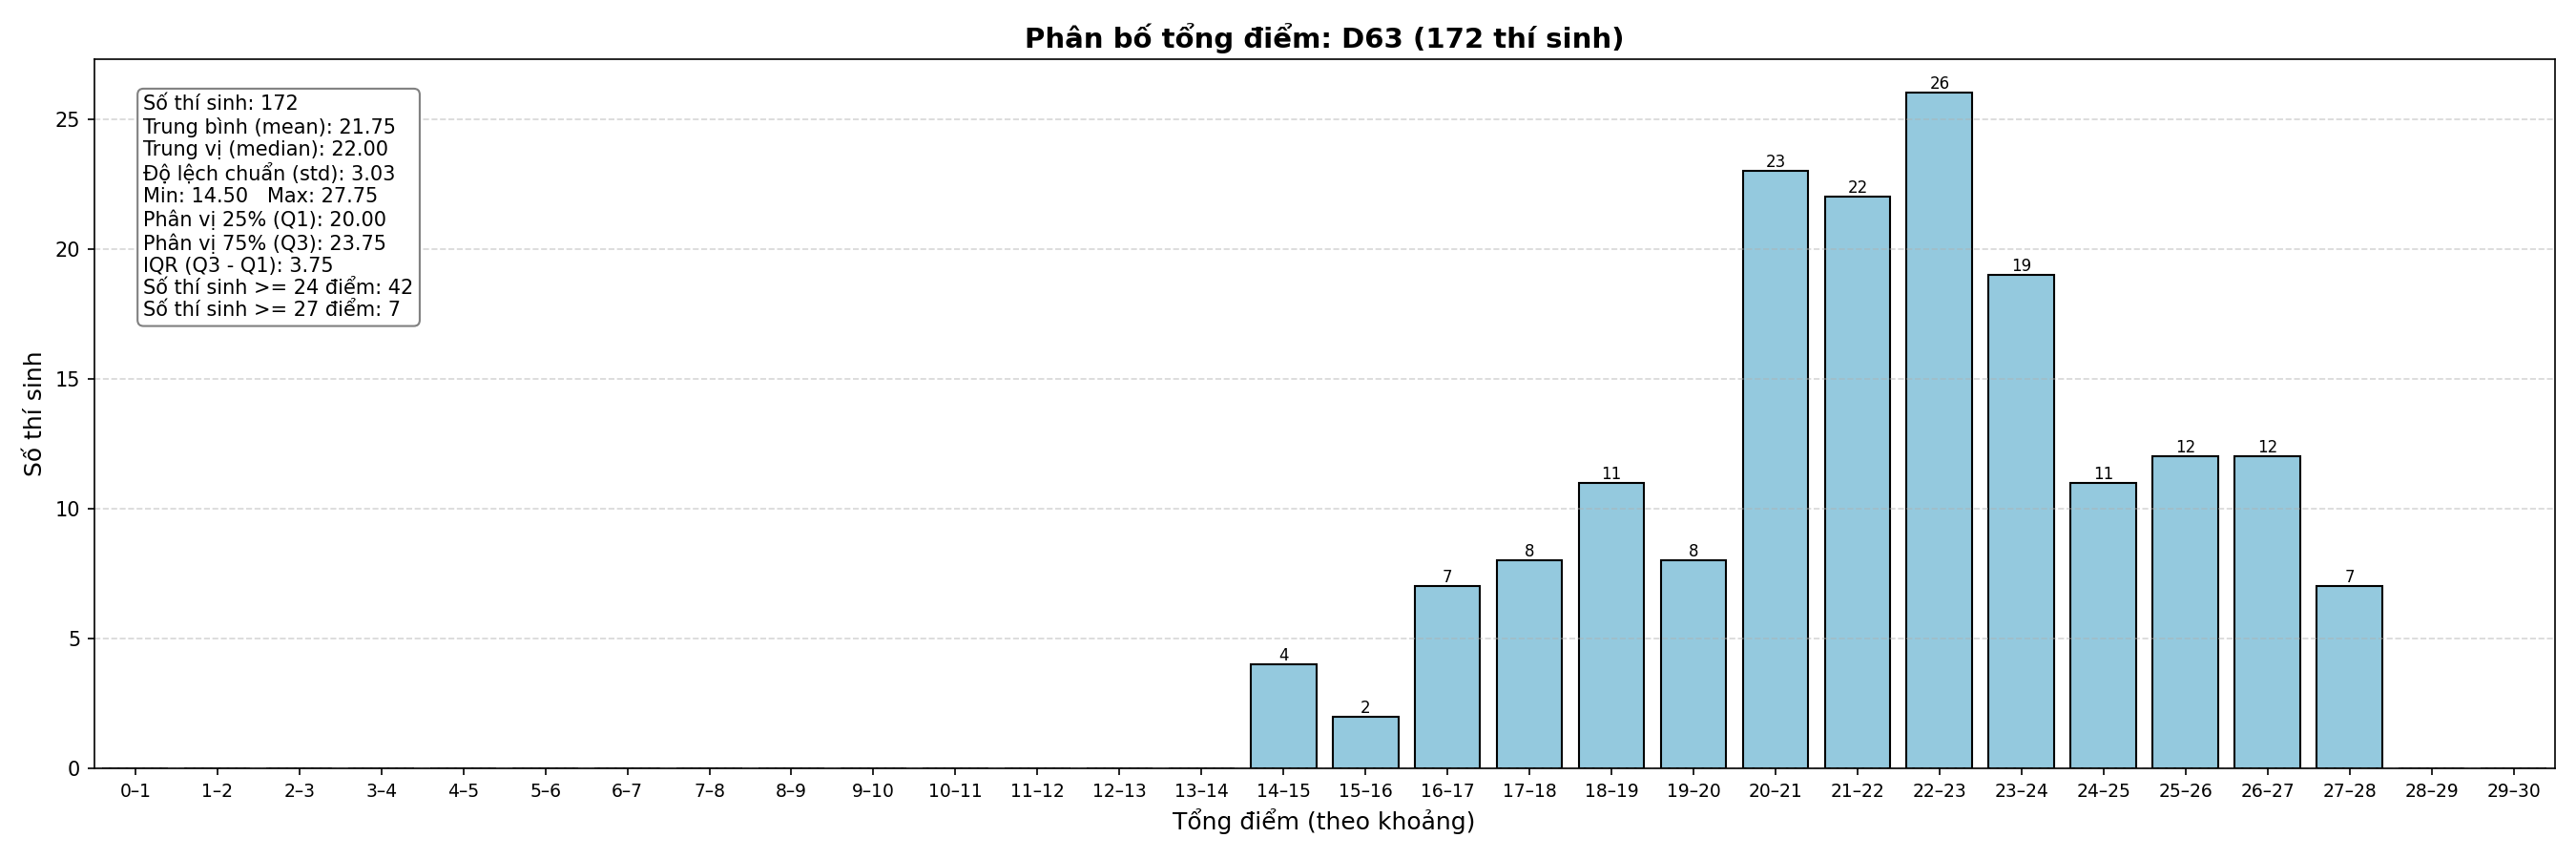 Phân bố tổng điểm: D63 (172 thí sinh)
Số thí sinh: 172
Trung bình (mean): 21.75
Trung vị (median): 22.00
Độ lệch chuẩn (std): 3.03
Min: 14.50   Max: 27.75
Phân vị 25% (Q1): 20.00
Phân vị 75% (Q3): 23.75
IQR (Q3 - Q1): 3.75
Số thí sinh >= 24 điểm: 42
Số thí sinh >= 27 điểm: 7
Số thí sinh
25
20
15
10
5
0
4
2
7
8
11
8
23
22
26
19
11
12
12
7
0–1 1–2 2–3 3–4 4–5 5–6 6–7 7–8 8–9 9–10 10–11 11–12 12–13 13–14 14–15 15–16 16–17 17–18 18–19 19–20 20–21 21–22 22–23 23–24 24–25 25–26 26–27 27–28 28–29 29–30
Tổng điểm (theo khoảng)